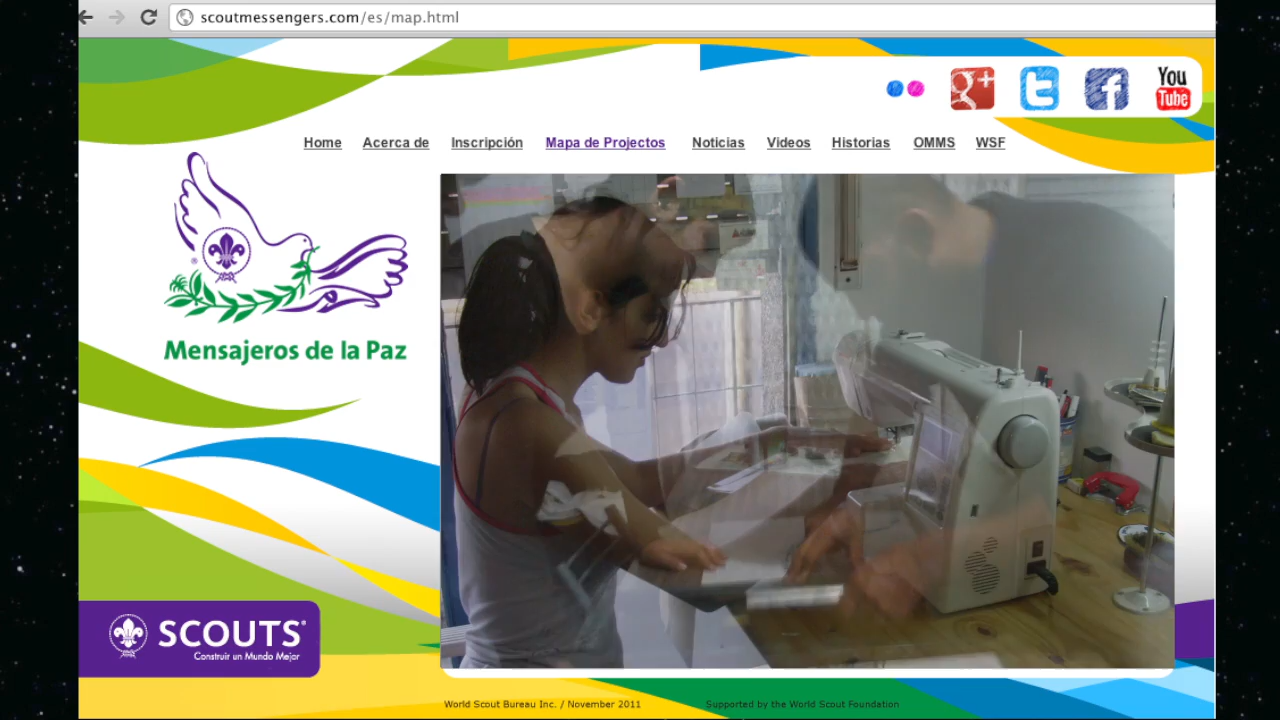 scoutmessengers.com/es/map.html
You
Tube
Home Acerca de Inscripción Mapa de Projectos Noticias Videos Historias OMMS WSF
Mensajeros de la Paz
SCOUTS®
Construir un Mundo Mejor
World Scout Bureau Inc. / November 2011 Supported by the World Scout Foundation